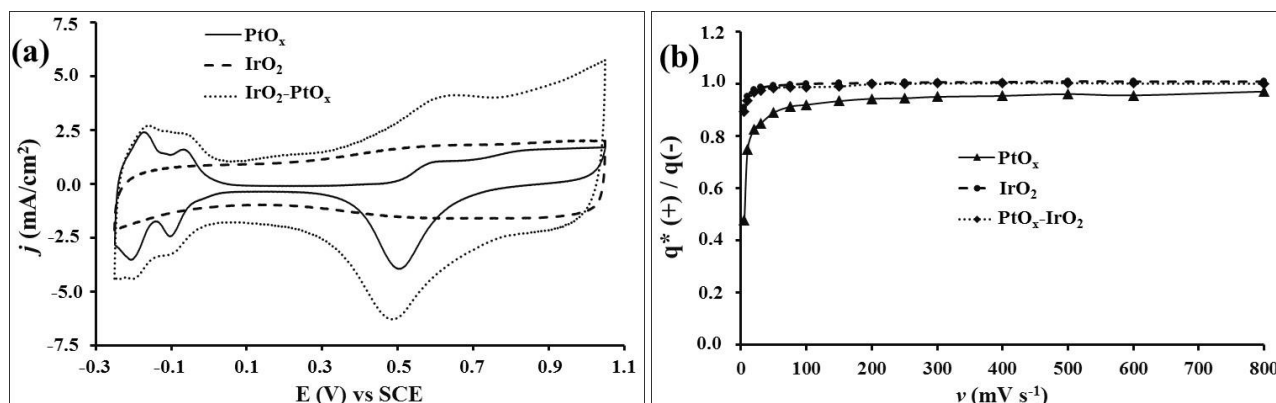 (a)
7.5
5.0
2.5
0.0
-2.5
-5.0
-7.5
j (mA/cm²)
PtOₓ
IrO₂
IrO₂-PtOₓ
-0.3 -0.1 0.1 0.3 0.5 0.7 0.9 1.1
E (V) vs SCE
(b)
1.2
1.0
0.8
0.6
0.4
0.2
0.0
q* (+) / q(-)
PtOₓ
IrO₂
PtOₓ-IrO₂
0 100 200 300 400 500 600 700 800
v (mV s⁻¹)